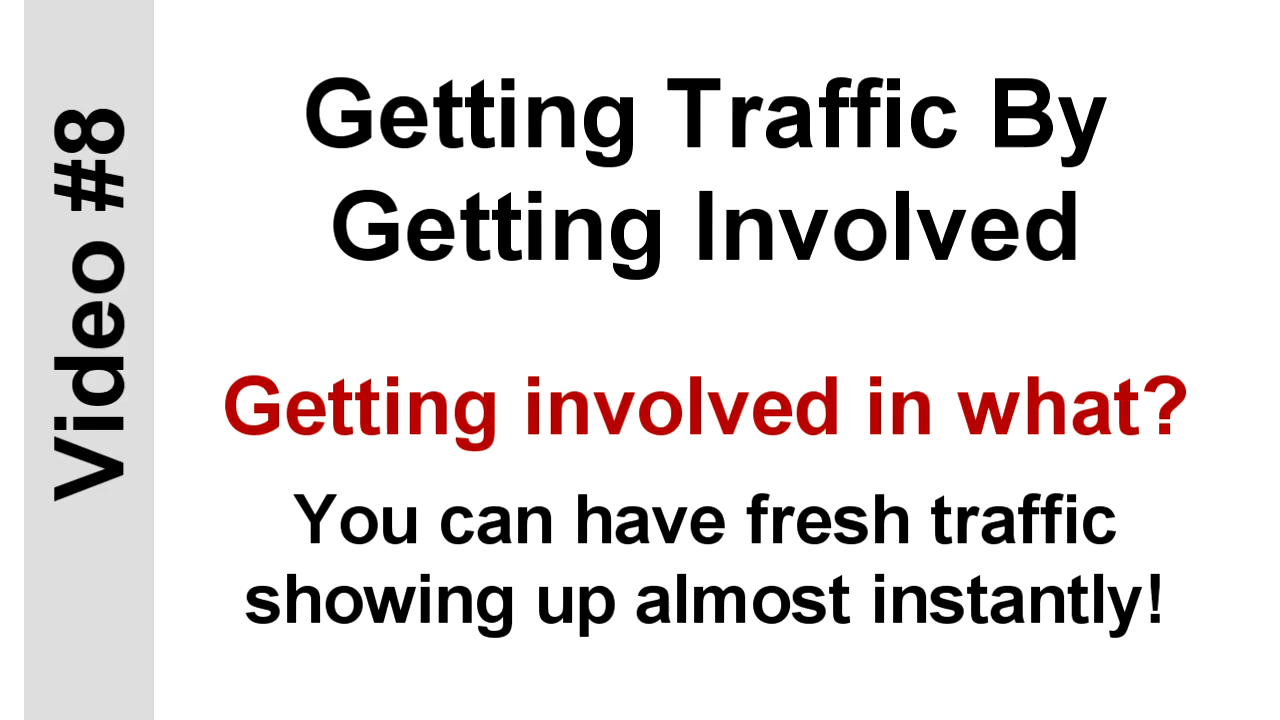 Video #8
Getting Traffic By
Getting Involved
Getting involved in what?
You can have fresh traffic
showing up almost instantly!